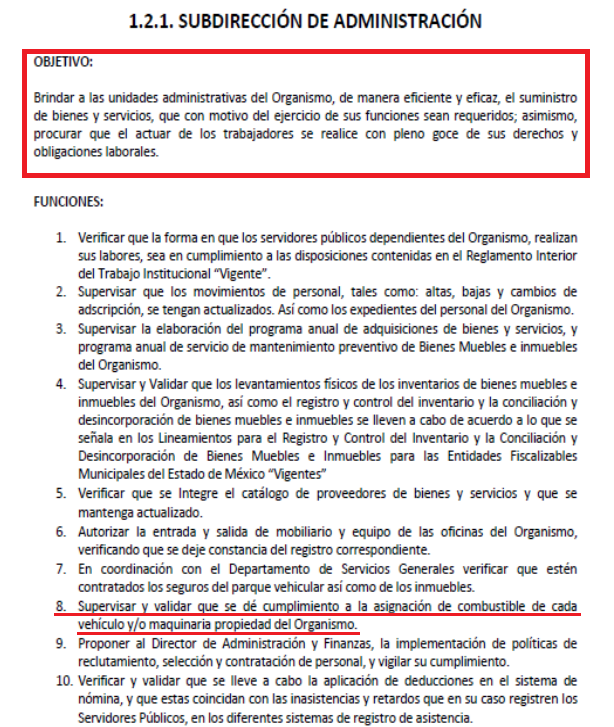 1.2.1. SUBDIRECCIÓN DE ADMINISTRACIÓN
OBJETIVO:
Brindar a las unidades administrativas del Organismo, de manera eficiente y eficaz, el suministro
de bienes y servicios, que con motivo del ejercicio de sus funciones sean requeridos; asimismo,
procurar que el actuar de los trabajadores se realice con pleno goce de sus derechos y
obligaciones laborales.
FUNCIONES:
1. Verificar que la forma en que los servidores públicos dependientes del Organismo, realizan
sus labores, sea en cumplimiento a las disposiciones contenidas en el Reglamento Interior
del Trabajo Institucional “Vigente”.
2. Supervisar que los movimientos de personal, tales como: altas, bajas y cambios de
adscripción, se tengan actualizados. Así como los expedientes del personal del Organismo.
3. Supervisar la elaboración del programa anual de adquisiciones de bienes y servicios, y
programa anual de servicio de mantenimiento preventivo de Bienes Muebles e inmuebles
del Organismo.
4. Supervisar y Validar que los levantamientos físicos de los inventarios de bienes muebles e
inmuebles del Organismo, así como el registro y control del inventario y la conciliación y
desincorporación de bienes muebles e inmuebles se lleven a cabo de acuerdo a lo que se
señala en los Lineamientos para el Registro y Control del Inventario y la Conciliación y
Desincorporación de Bienes Muebles e Inmuebles para las Entidades Fiscalizables
Municipales del Estado de México “Vigentes”
5. Verificar que se Integre el catálogo de proveedores de bienes y servicios y que se
mantenga actualizado.
6. Autorizar la entrada y salida de mobiliario y equipo de las oficinas del Organismo,
verificando que se deje constancia del registro correspondiente.
7. En coordinación con el Departamento de Servicios Generales verificar que estén
contratados los seguros del parque vehicular así como de los inmuebles.
8. Supervisar y validar que se dé cumplimiento a la asignación de combustible de cada
vehículo y/o maquinaria propiedad del Organismo.
9. Proponer al Director de Administración y Finanzas, la implementación de políticas de
reclutamiento, selección y contratación de personal, y vigilar su cumplimiento.
10. Verificar y validar que se lleve a cabo la aplicación de deducciones en el sistema de
nómina, y que estas coincidan con las inasistencias y retardos que en su caso registren los
Servidores Públicos, en los diferentes sistemas de registro de asistencia.